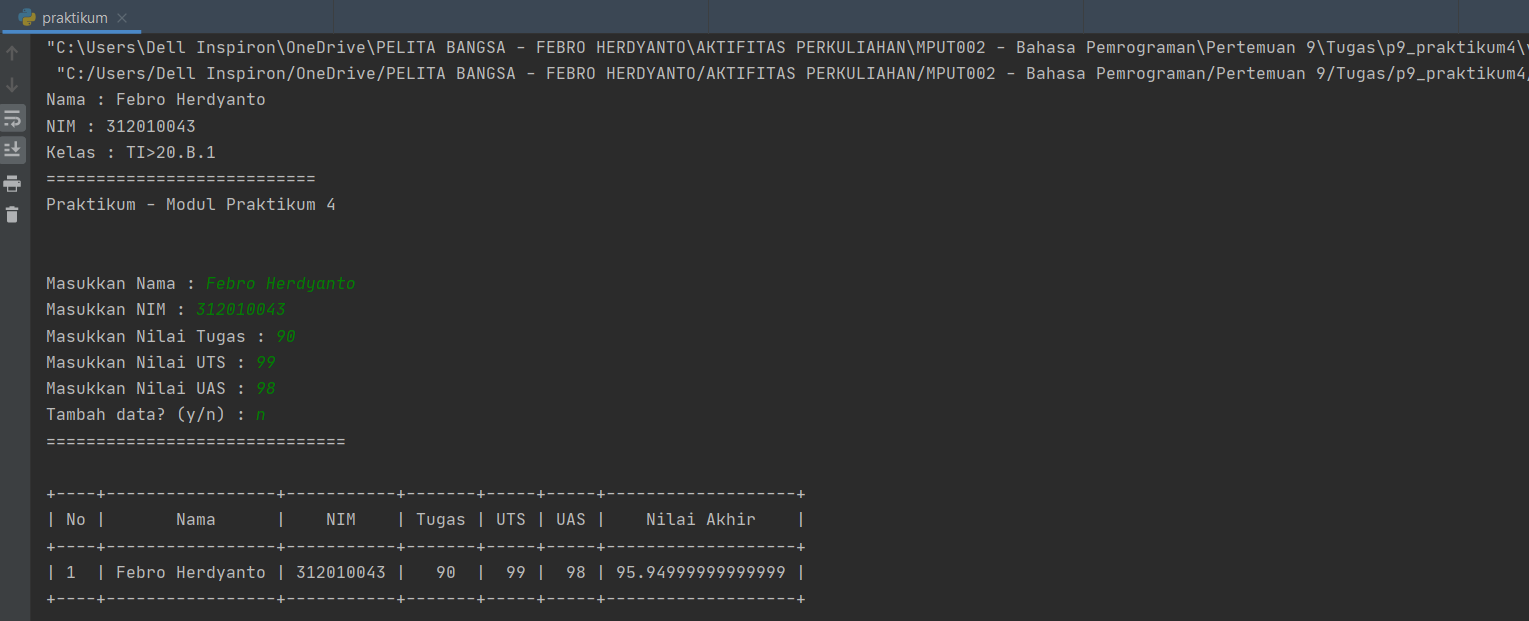 praktikum
"C:\Users\Dell Inspiron\OneDrive\PELITA BANGSA - FEBRO HERDYANTO\AKTIFITAS PERKULIAHAN\MPUT002 - Bahasa Pemrograman\Pertemuan 9\Tugas\p9_praktikum4\
"C:/Users/Dell Inspiron/OneDrive/PELITA BANGSA - FEBRO HERDYANTO/AKTIFITAS PERKULIAHAN/MPUT002 - Bahasa Pemrograman/Pertemuan 9/Tugas/p9_praktikum4/
Nama : Febro Herdyanto
NIM : 312010043
Kelas : TI>20.B.1
===========================
Praktikum - Modul Praktikum 4
Masukkan Nama : Febro Herdyanto
Masukkan NIM : 312010043
Masukkan Nilai Tugas : 90
Masukkan Nilai UTS : 99
Masukkan Nilai UAS : 98
Tambah data? (y/n) : n
==============================
+----+-----------------+-----------+-------+-----+-----+-------------------+
| No |       Nama      |    NIM    | Tugas | UTS | UAS |    Nilai Akhir    |
+----+-----------------+-----------+-------+-----+-----+-------------------+
| 1  | Febro Herdyanto | 312010043 |   90  |  99 |  98 | 95.94999999999999 |
+----+-----------------+-----------+-------+-----+-----+-------------------+